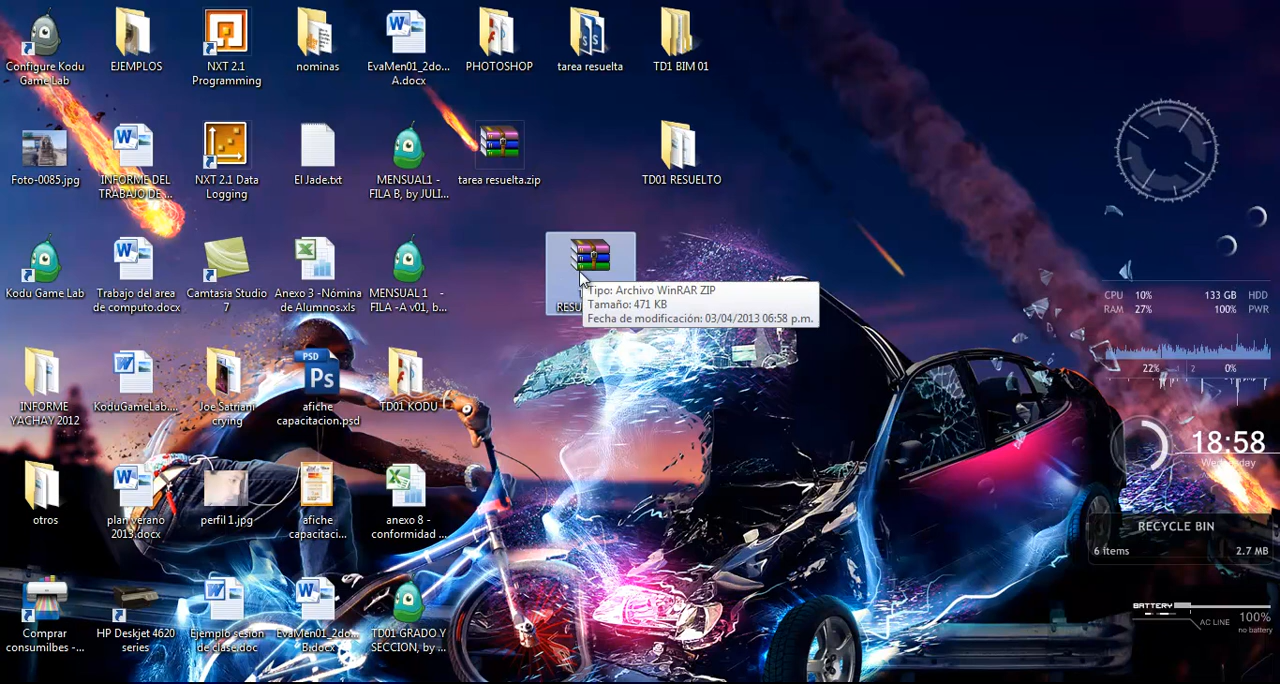 Configure Kodu
Game Lab
EJEMPLOS
NXT 2.1
Programming
nominas
EvaMen01_2do...
A.docx
PHOTOSHOP
tarea resuelta
TD1 BIM 01
Foto-0085.jpg
INFORME DEL
TRABAJO DE ...
NXT 2.1 Data
Logging
El Jade.txt
MENSUAL1 -
FILA B, by JULI...
tarea resuelta.zip
TD01 RESUELTO
Kodu Game Lab
Trabajo del area
de computo.docx
Camtasia Studio
7
Anexo 3 -Nómina
de Alumnos.xls
MENSUAL 1 -
FILA -A v01, b...
Tipo: Archivo WinRAR ZIP
Tamaño: 471 KB
Fecha de modificación: 03/04/2013 06:58 p.m.
CPU 10% 133 GB HDD
RAM 27% 100% PWR
22% 1 2 0%
INFORME
YACHAY 2012
KoduGameLab....
Joe Satriani
crying
PSD
Ps
afiche
capacitacion.psd
TD01 KODU
18:58
Wednesday
otros
plan verano
2013.docx
perfil 1.jpg
afiche
capacitaci...
anexo 8 -
conformidad ...
RECYCLE BIN
6 items 2.7 MB
Comprar
consumilbes -...
HP Deskjet 4620
series
Ejemplo sesion
de clase.doc
EvaMen01_2do...
B.docx
TD01 GRADO Y
SECCION, by ...
BATTERY
AC LINE 100%
no battery